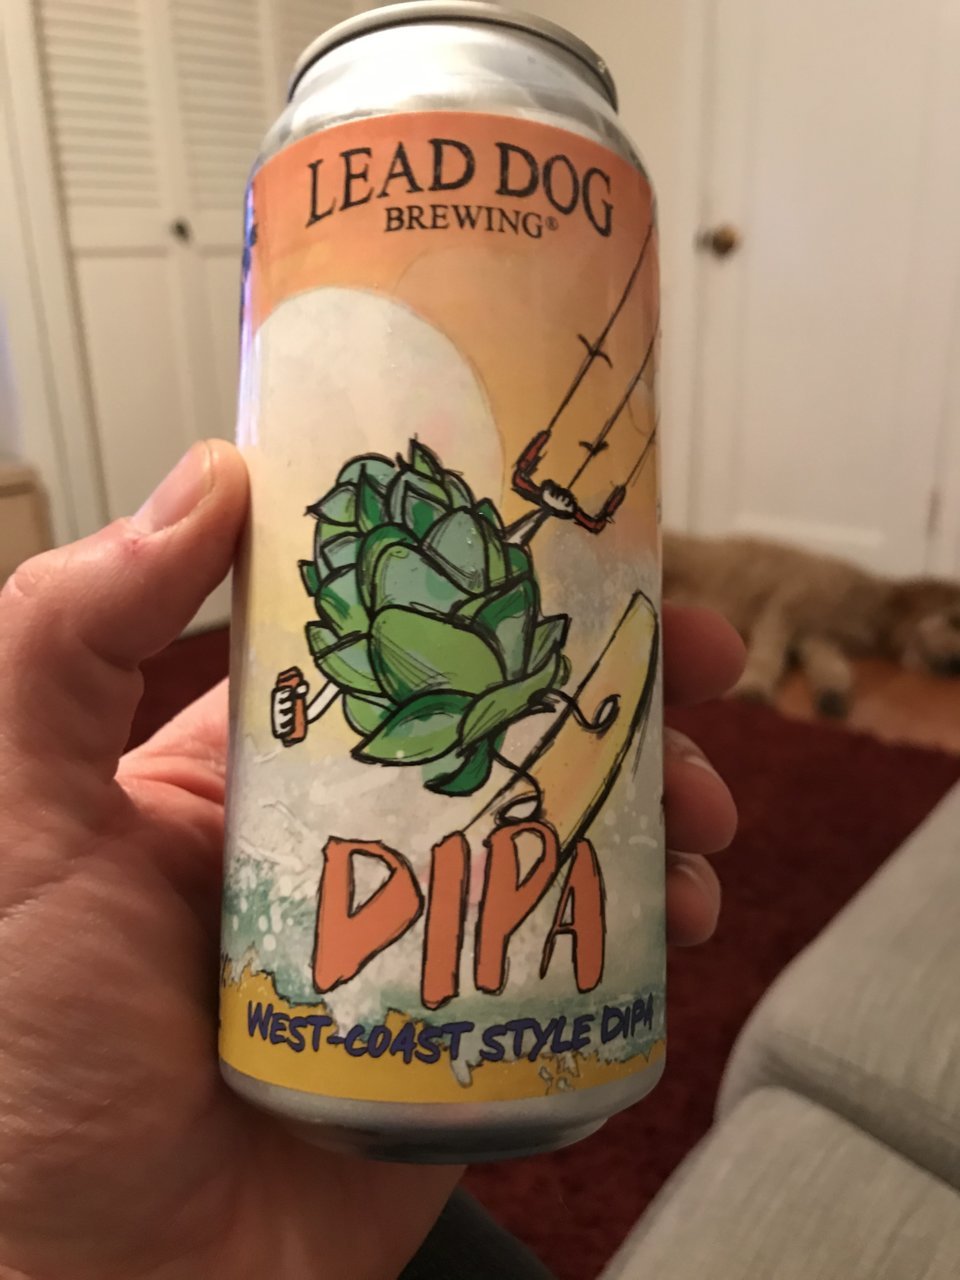 LEAD DOG
BREWING®
DIPA
WEST-COAST STYLE DIPA